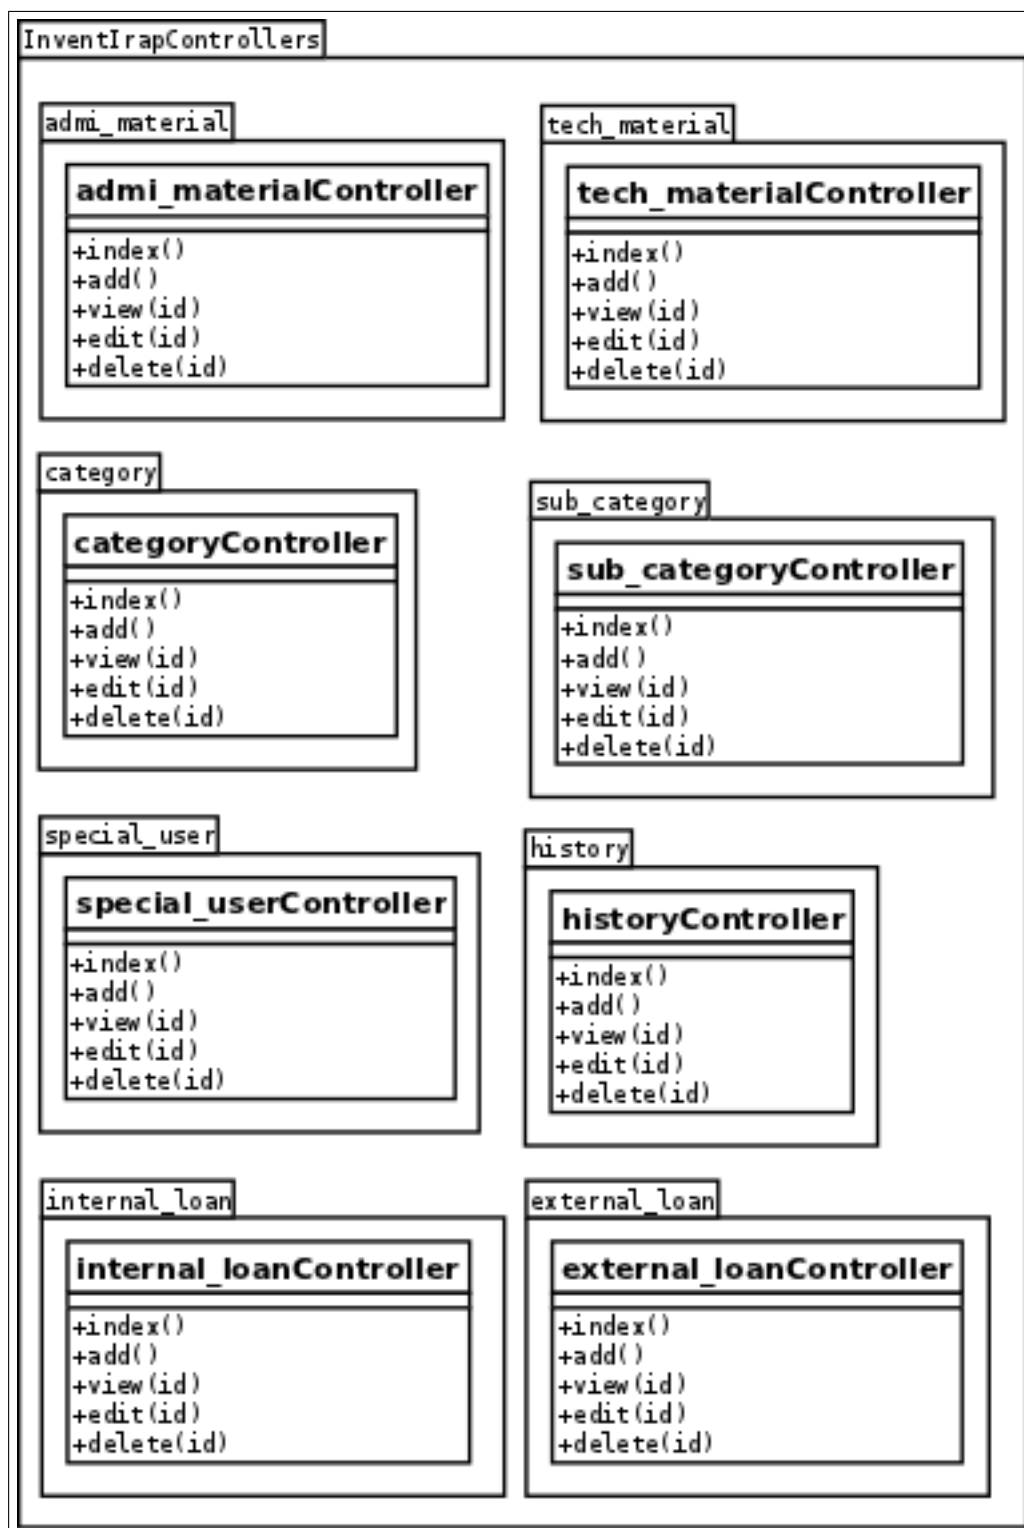 InventIrapControllers
admi_material
admi_materialController
+index()
+add()
+view(id)
+edit(id)
+delete(id)
tech_material
tech_materialController
+index()
+add()
+view(id)
+edit(id)
+delete(id)
category
categoryController
+index()
+add()
+view(id)
+edit(id)
+delete(id)
sub_category
sub_categoryController
+index()
+add()
+view(id)
+edit(id)
+delete(id)
special_user
special_userController
+index()
+add()
+view(id)
+edit(id)
+delete(id)
history
historyController
+index()
+add()
+view(id)
+edit(id)
+delete(id)
internal_loan
internal_loanController
+index()
+add()
+view(id)
+edit(id)
+delete(id)
external_loan
external_loanController
+index()
+add()
+view(id)
+edit(id)
+delete(id)